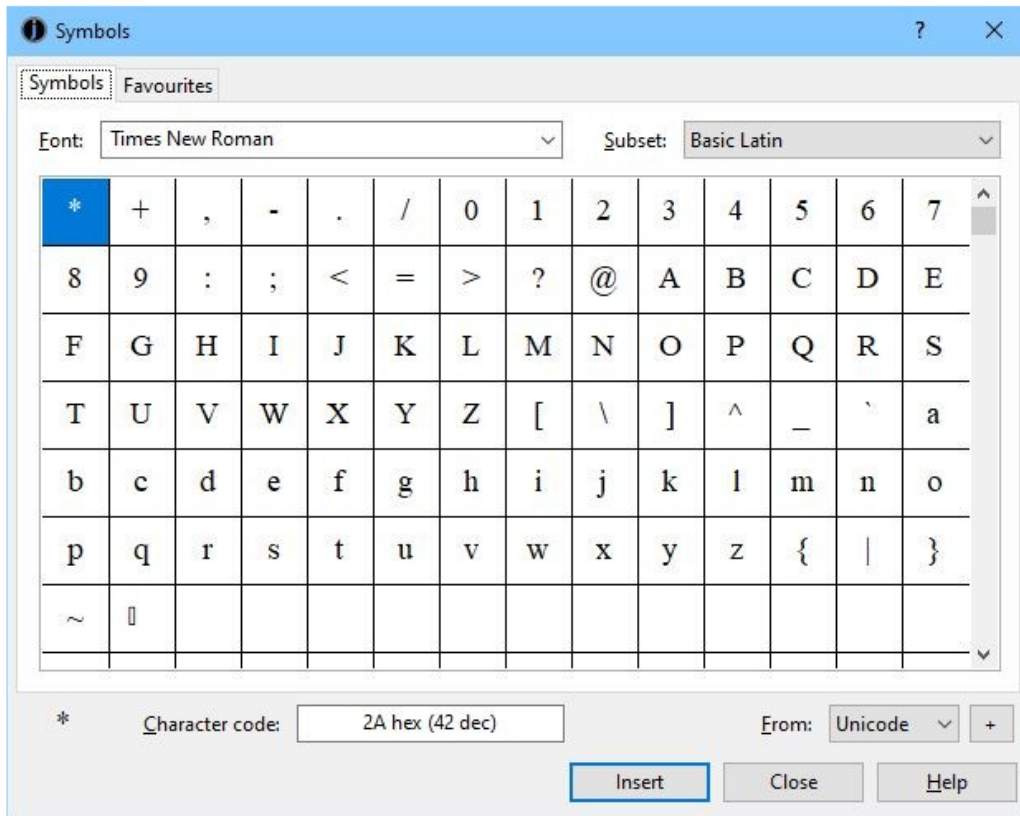 Symbols ? ×
Symbols Favourites
Font: Times New Roman Subset: Basic Latin
* + , - . / 0 1 2 3 4 5 6 7
8 9 : ; < = > ? @ A B C D E
F G H I J K L M N O P Q R S
T U V W X Y Z [ \ ] ^ _ ` a
b c d e f g h i j k l m n o
p q r s t u v w x y z { | }
~ ▯
* Character code: 2A hex (42 dec) From: Unicode +
Insert Close Help